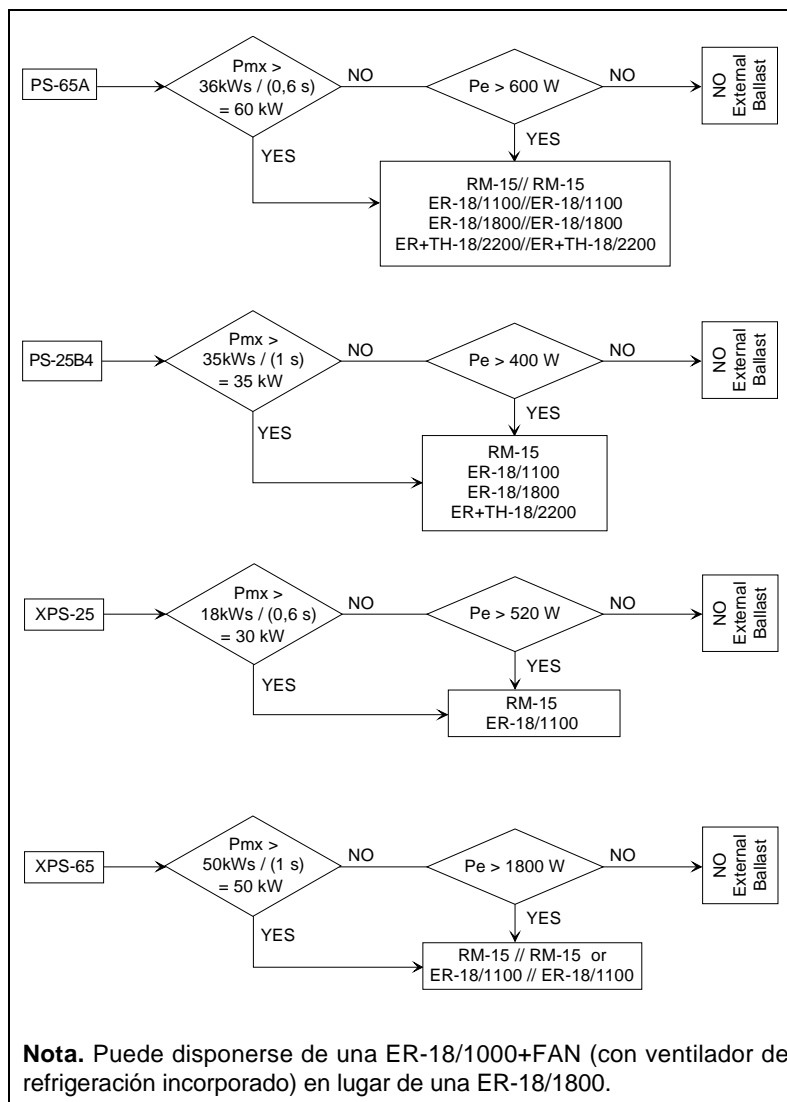 PS-65A
Pmx >
36kWs / (0,6 s)
= 60 kW
NO
Pe > 600 W
NO
NO
External
Ballast
YES
YES
RM-15// RM-15
ER-18/1100//ER-18/1100
ER-18/1800//ER-18/1800
ER+TH-18/2200//ER+TH-18/2200
PS-25B4
Pmx >
35kWs / (1 s)
= 35 kW
NO
Pe > 400 W
NO
NO
External
Ballast
YES
YES
RM-15
ER-18/1100
ER-18/1800
ER+TH-18/2200
XPS-25
Pmx >
18kWs / (0,6 s)
= 30 kW
NO
Pe > 520 W
NO
NO
External
Ballast
YES
YES
RM-15
ER-18/1100
XPS-65
Pmx >
50kWs / (1 s)
= 50 kW
NO
Pe > 1800 W
NO
NO
External
Ballast
YES
YES
RM-15 // RM-15 or
ER-18/1100 // ER-18/1100
Nota. Puede disponerse de una ER-18/1000+FAN (con ventilador de
refrigeración incorporado) en lugar de una ER-18/1800.